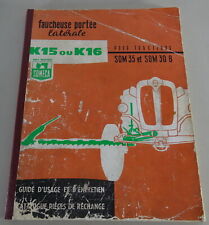 faucheuse portée
latérale
K15 ou K16
POUR TRACTEURS
SOM 35 et SOM 30 B
SOMECA
GUIDE D'USAGE ET D'ENTRETIEN
CATALOGUE PIÈCES DE RECHANGE